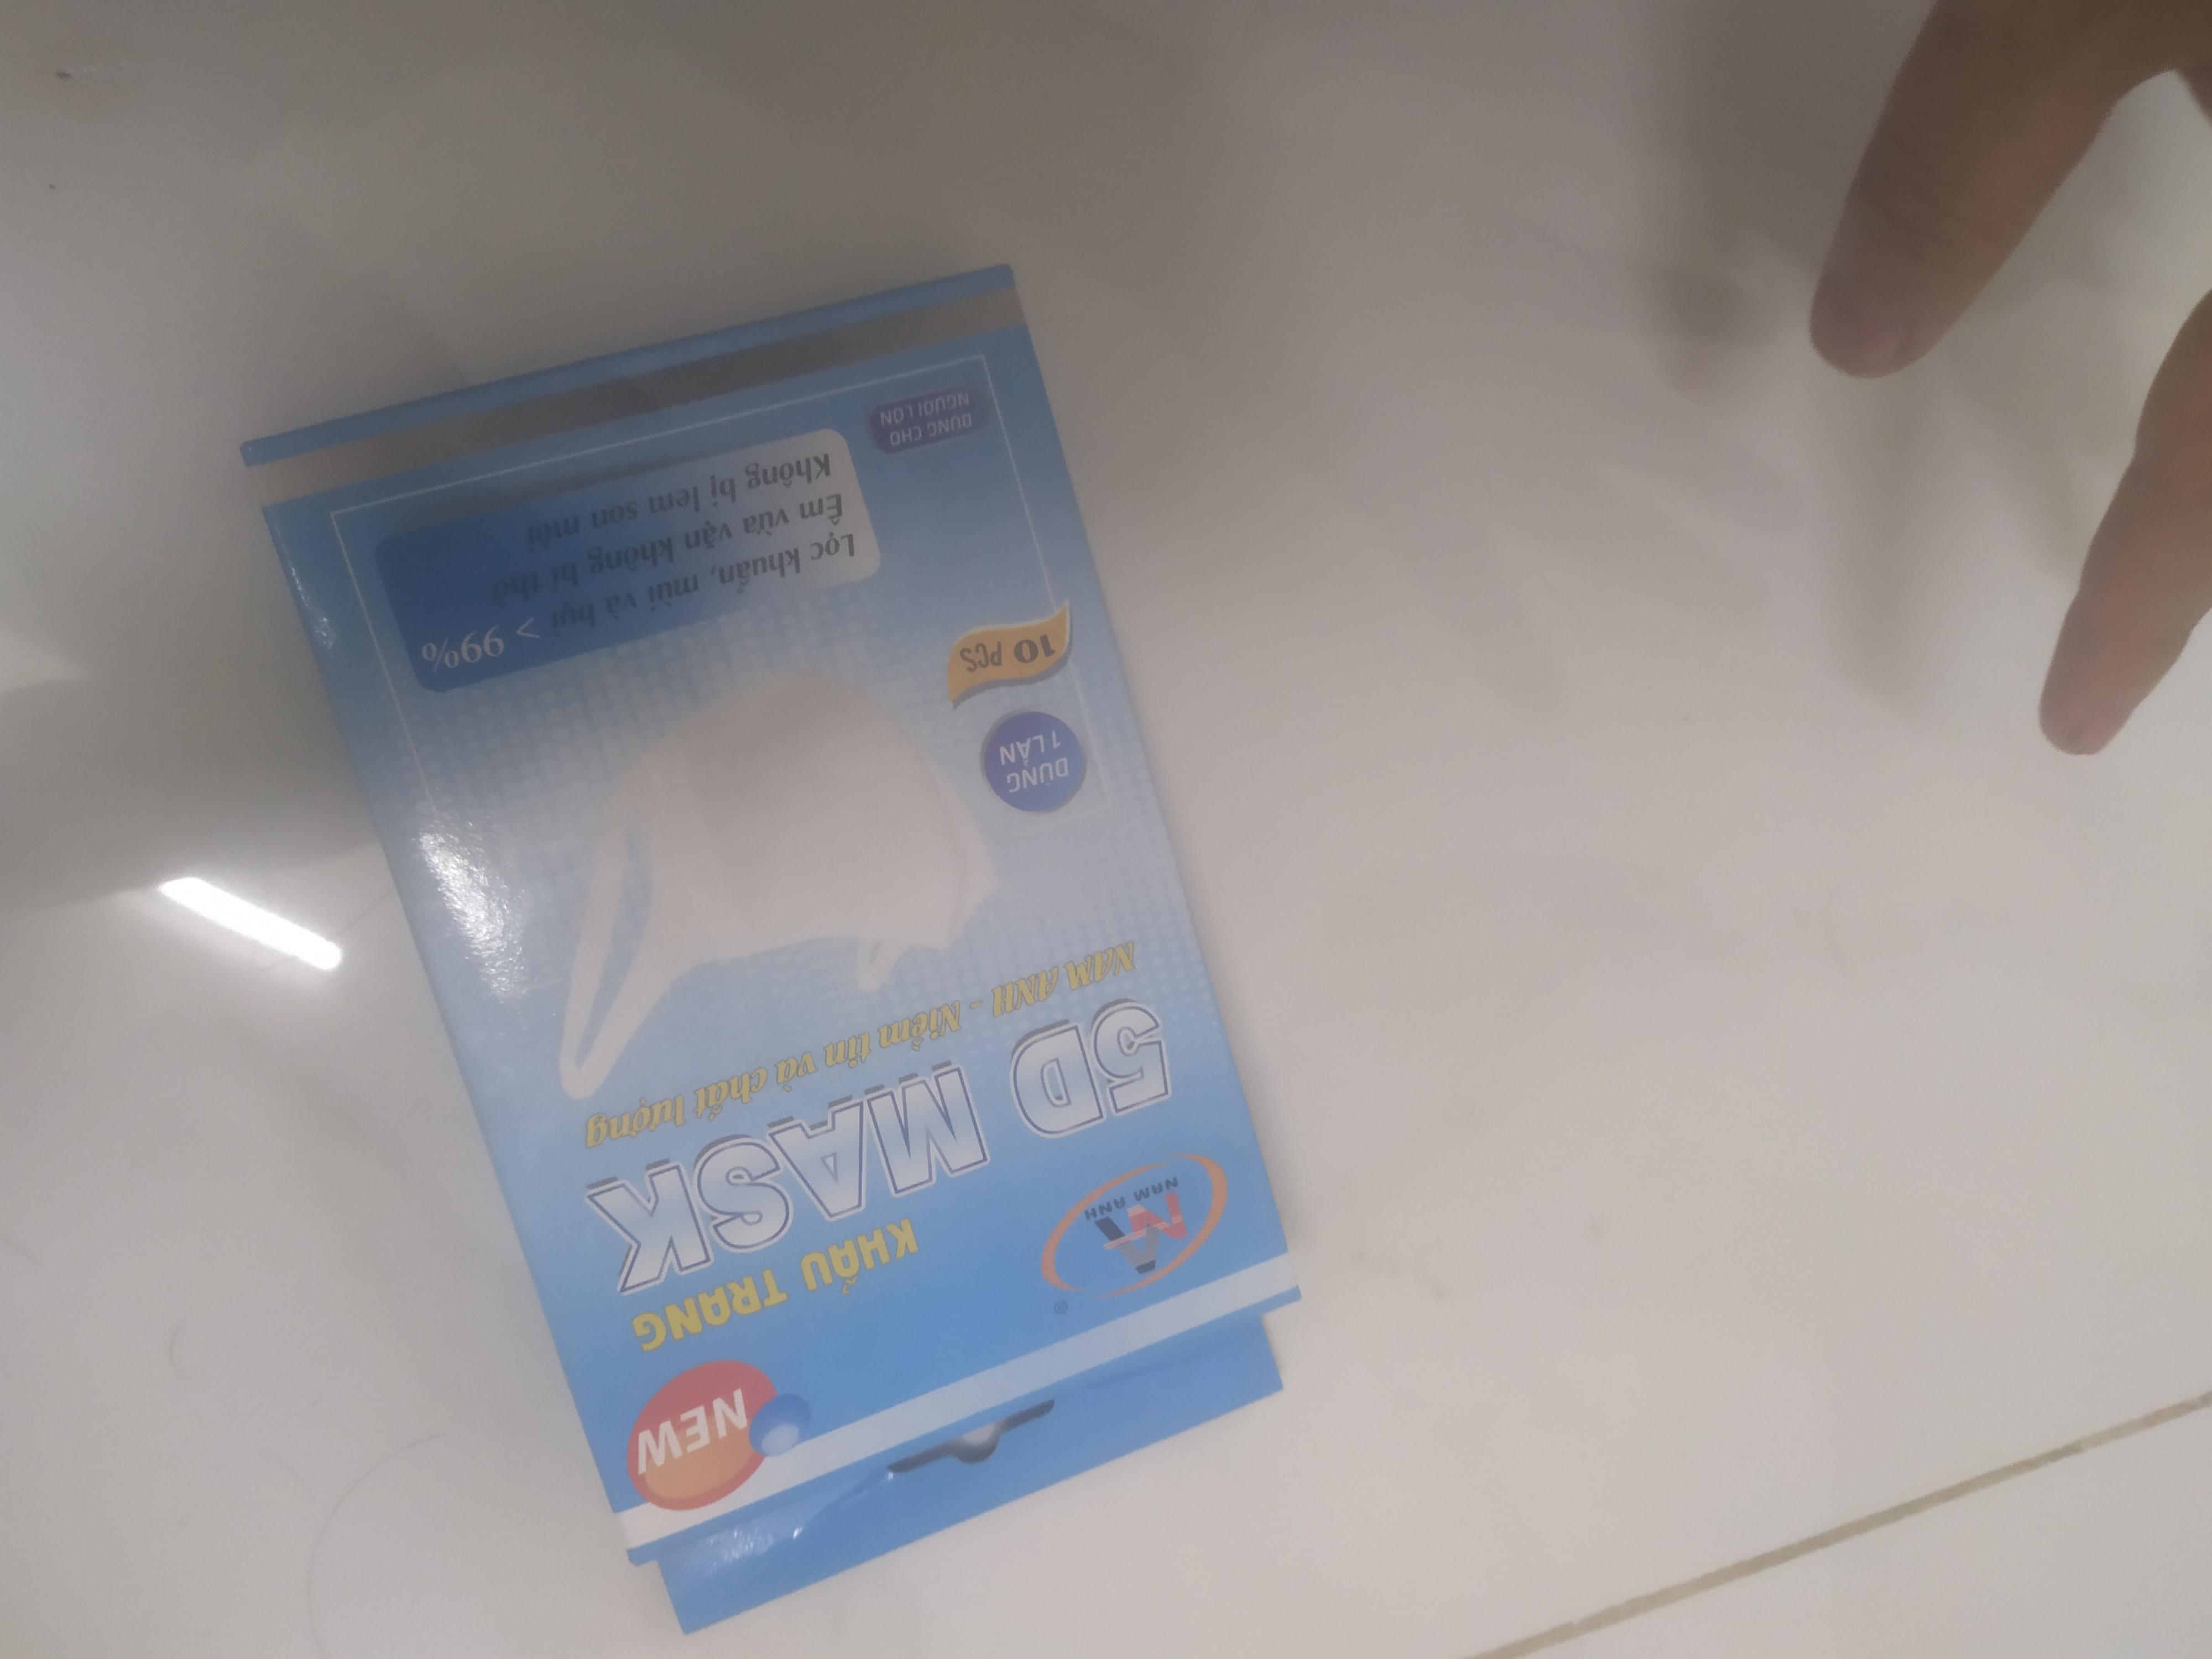 NEW
KHẨU TRANG
NAM ANH
®
5D MASK
NAM ANH - Niềm tin và chất lượng
DÙNG
1 LẦN
10 PCS
Lọc khuẩn, mùi và bụi > 99%
Êm vừa vặn không bí thở
Không bị lem son môi
DÙNG CHO
NGƯỜI LỚN